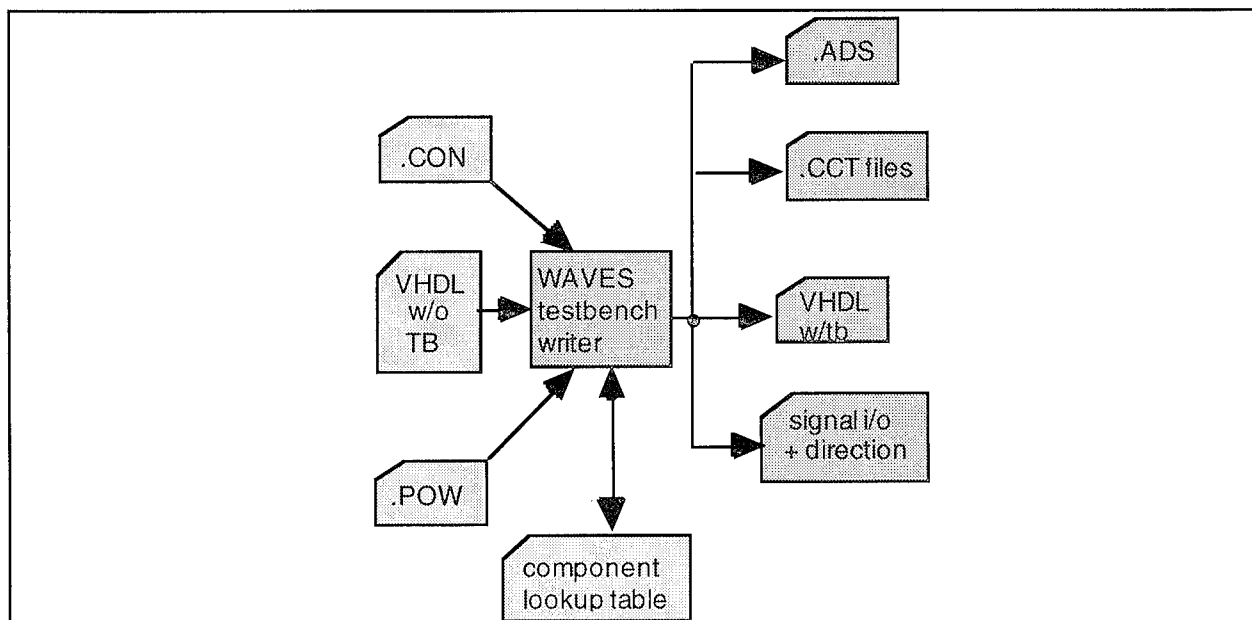 .ADS
.CCT files
.CON
VHDL
w/o
TB
WAVES
testbench
writer
VHDL
w/tb
signal i/o
+ direction
.POW
component
lookup table